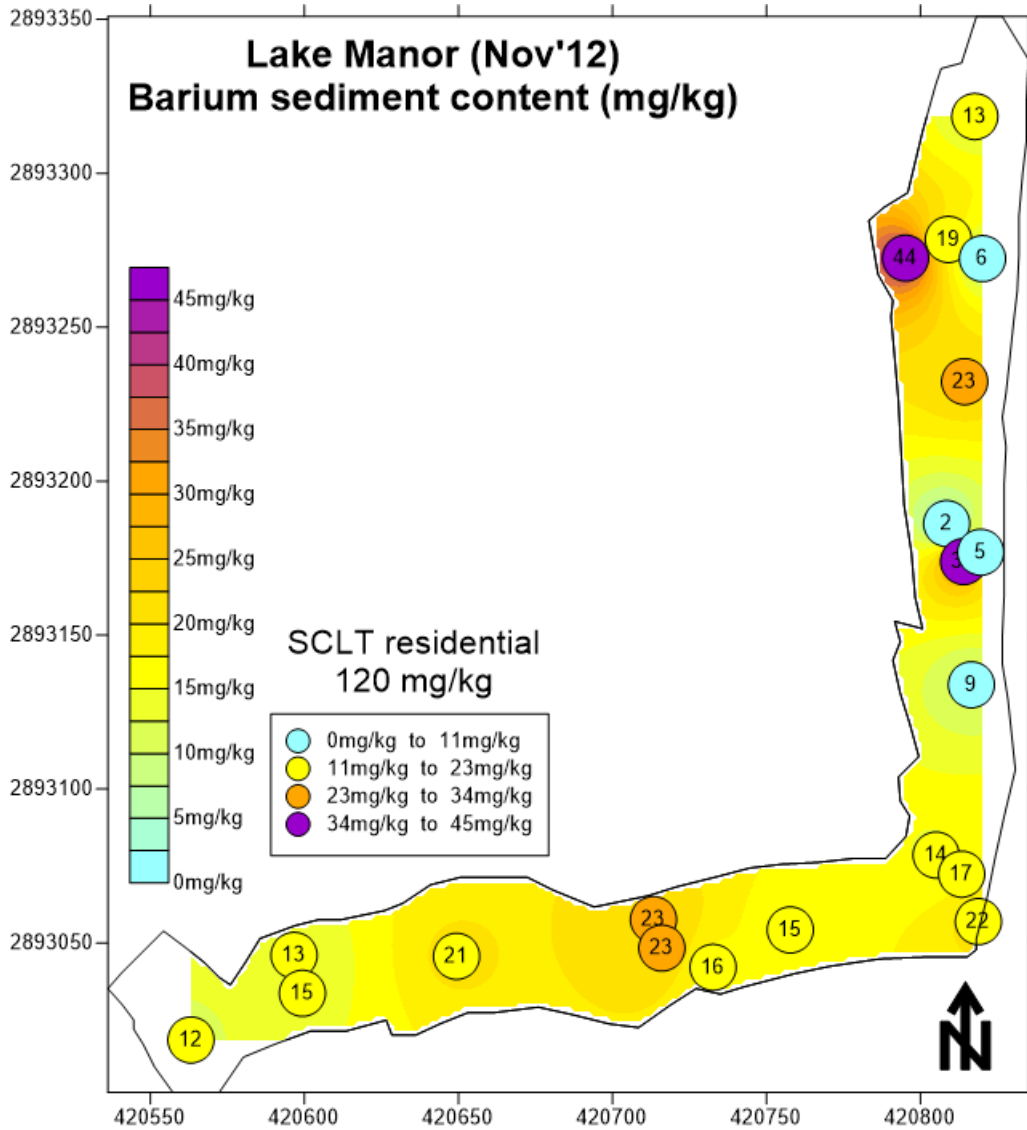 Lake Manor (Nov'12)
Barium sediment content (mg/kg)
2893350
2893300
2893250
2893200
2893150
2893100
2893050
45mg/kg
40mg/kg
35mg/kg
30mg/kg
25mg/kg
20mg/kg
15mg/kg
10mg/kg
5mg/kg
0mg/kg
SCLT residential
120 mg/kg
0mg/kg to 11mg/kg
11mg/kg to 23mg/kg
23mg/kg to 34mg/kg
34mg/kg to 45mg/kg
13
19
44
6
23
2
5
9
14
17
22
23
23
15
16
21
13
15
12
N
420550
420600
420650
420700
420750
420800